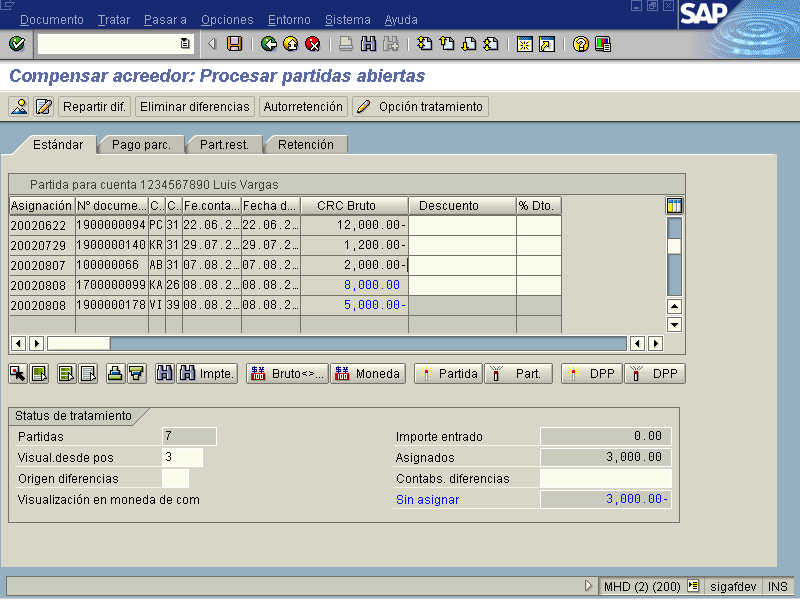 Documento Tratar Pasar a Opciones Entorno Sistema Ayuda
SAP
Compensar acreedor: Procesar partidas abiertas
Repartir dif. Eliminar diferencias Autorretención Opción tratamiento
Estándar Pago parc. Part.rest. Retención
Partida para cuenta 1234567890 Luis Vargas
Asignación Nº docume... C.. C.. Fe.conta... Fecha d... CRC Bruto Descuento % Dto.
20020622 1900000094 PC 31 22.06.2… 22.06.2… 12,000.00-
20020729 1900000140 KR 31 29.07.2… 29.07.2… 1,200.00-
20020807 100000066 AB 31 07.08.2… 07.08.2… 2,000.00-
20020808 1700000099 KA 26 08.08.2… 08.08.2… 8,000.00
20020808 1900000178 VI 39 08.08.2… 08.08.2… 5,000.00-
Impte. Bruto<>... Moneda Partida Part. DPP DPP
Status de tratamiento
Partidas 7 Importe entrado 0.00
Visual.desde pos 3 Asignados 3,000.00
Origen diferencias Contabs. diferencias
Visualización en moneda de com Sin asignar 3,000.00-
MHD (2) (200) sigafdev INS